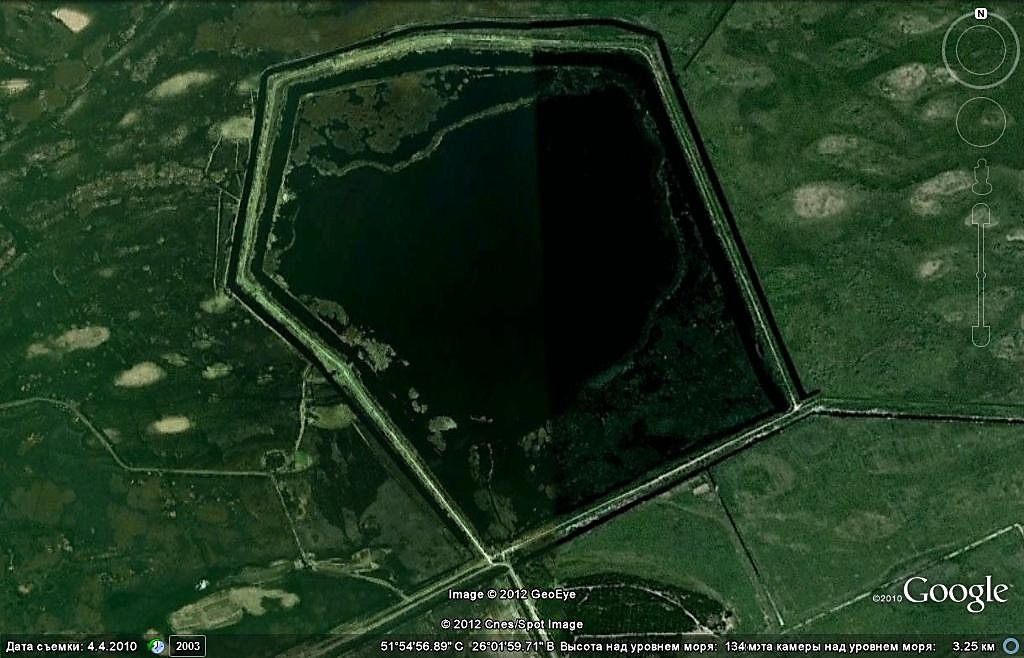 N
Image © 2012 GeoEye
©2010 Google
© 2012 Cnes/Spot Image
Дата съемки: 4.4.2010 2003 51°54'56.89" С 26°01'59.71" В Высота над уровнем моря: 134 м камеры над уровнем моря: 3.25 км